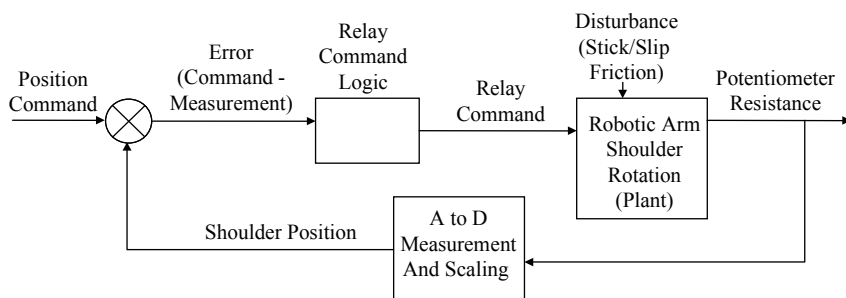 Position
Command
Error
(Command -
Measurement)
Relay
Command
Logic
Relay
Command
Disturbance
(Stick/Slip
Friction)
Robotic Arm
Shoulder
Rotation
(Plant)
Potentiometer
Resistance
Shoulder Position
A to D
Measurement
And Scaling